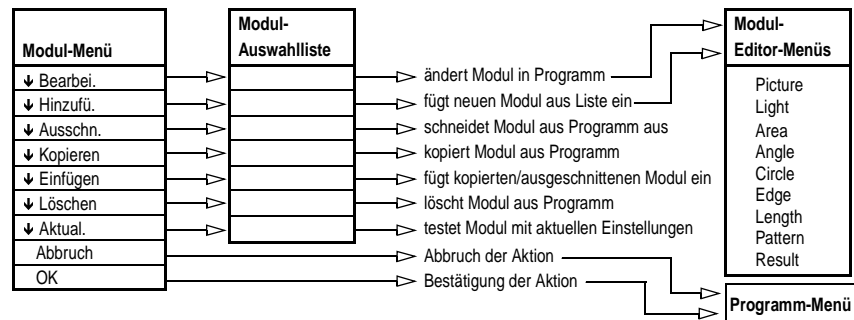 Modul-Menü
↓ Bearbei.
↓ Hinzufü.
↓ Ausschn.
↓ Kopieren
↓ Einfügen
↓ Löschen
↓ Aktual.
Abbruch
OK
Modul-
Auswahlliste
ändert Modul in Programm
fügt neuen Modul aus Liste ein
schneidet Modul aus Programm aus
kopiert Modul aus Programm
fügt kopierten/ausgeschnittenen Modul ein
löscht Modul aus Programm
testet Modul mit aktuellen Einstellungen
Abbruch der Aktion
Bestätigung der Aktion
Modul-
Editor-Menüs
Picture
Light
Area
Angle
Circle
Edge
Length
Pattern
Result
Programm-Menü